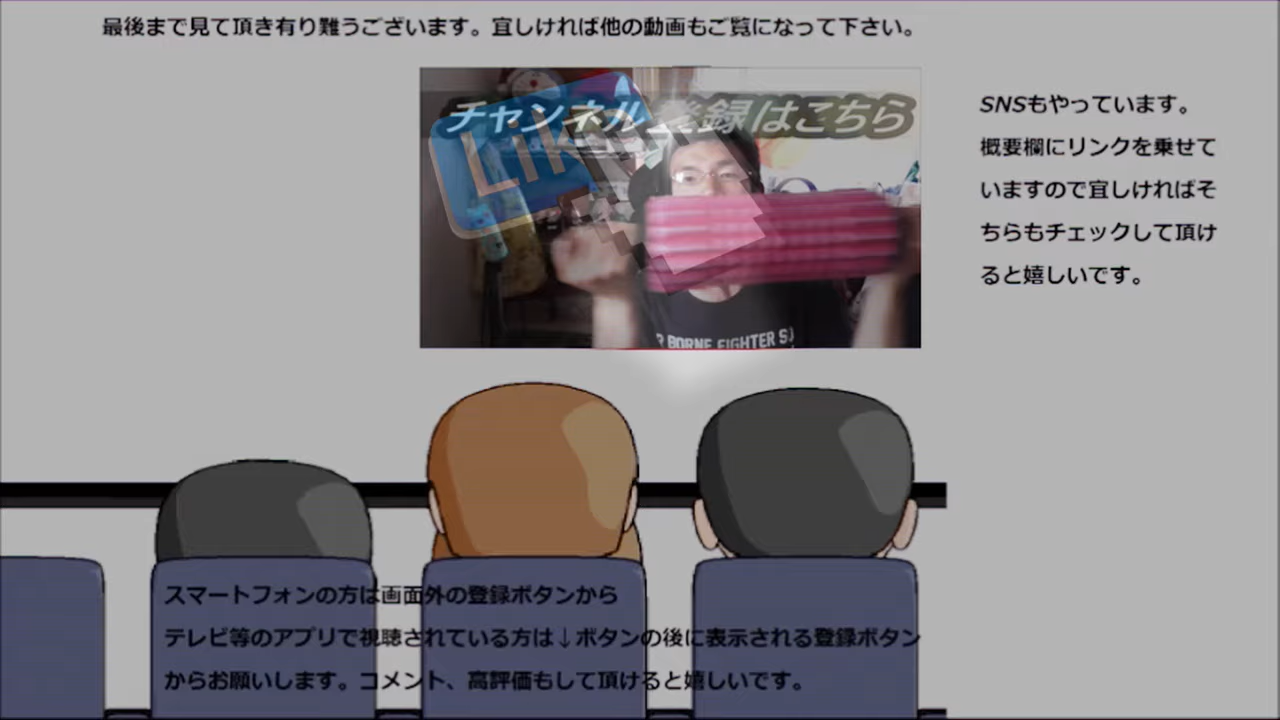 最後まで見て頂き有り難うございます。宜しければ他の動画もご覧になって下さい。
チャンネル登録はこちら
Lik
BORNE FIGHTER
SNSもやっています。
概要欄にリンクを乗せて
いますので宜しければそ
ちらもチェックして頂け
ると嬉しいです。
スマートフォンの方は画面外の登録ボタンから
テレビ等のアプリで視聴されている方は↓ボタンの後に表示される登録ボタン
からお願いします。コメント、高評価もして頂けると嬉しいです。